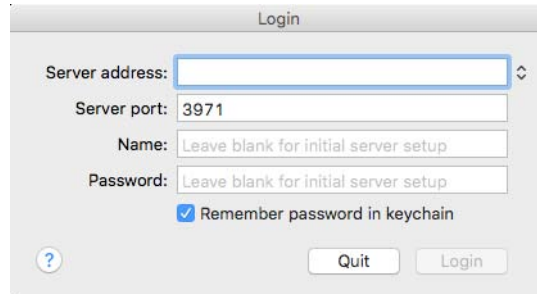 Login
Server address:
Server port: 3971
Name: Leave blank for initial server setup
Password: Leave blank for initial server setup
Remember password in keychain
? Quit Login